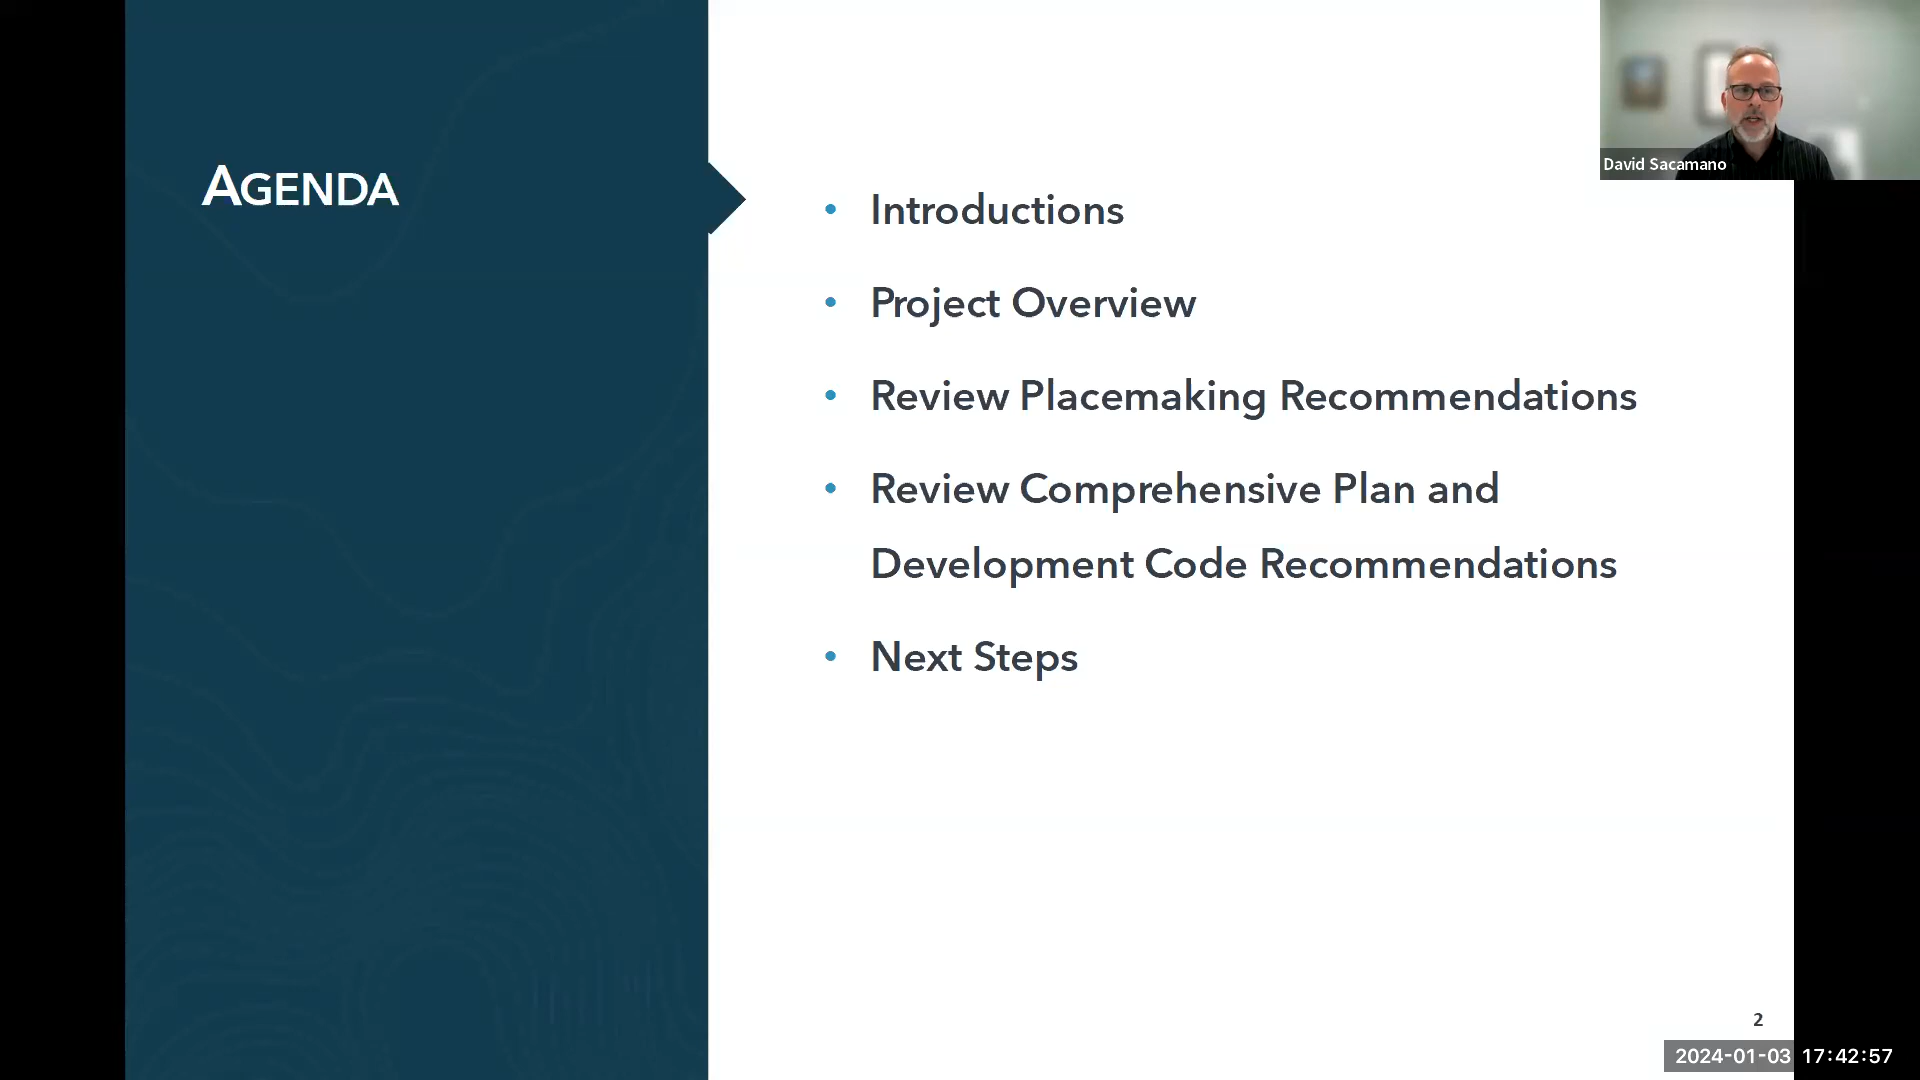 AGENDA
• Introductions
• Project Overview
• Review Placemaking Recommendations
• Review Comprehensive Plan and
Development Code Recommendations
• Next Steps
David Sacamano
2
2024-01-03 17:42:57